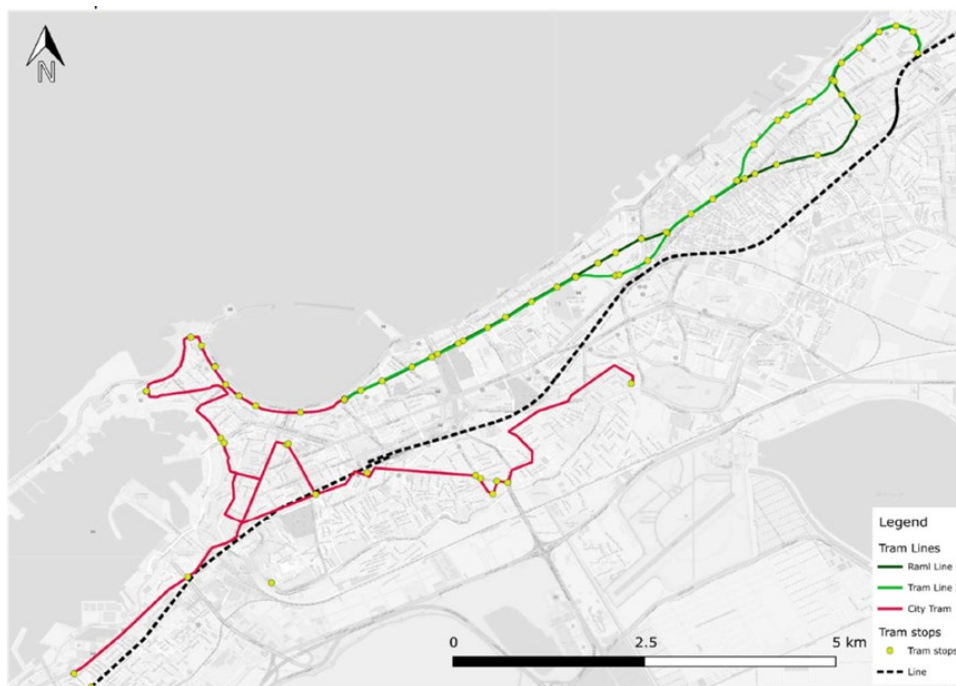 N
Legend
Tram Lines
Raml Line
Tram Line
City Tram
Tram stops
Tram stops
Line
0 2.5 5 km